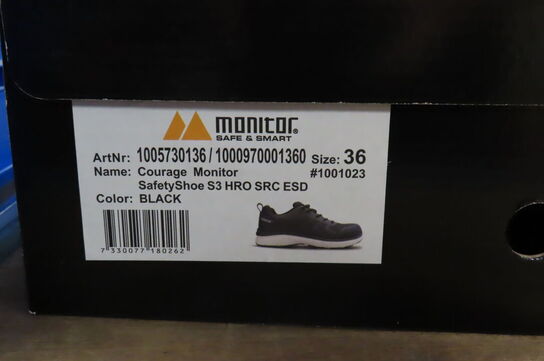 monitor
SAFE & SMART
ArtNr: 1005730136 / 1000970001360 Size: 36
Name: Courage Monitor #1001023
SafetyShoe S3 HRO SRC ESD
Color: BLACK
7 330077 180262